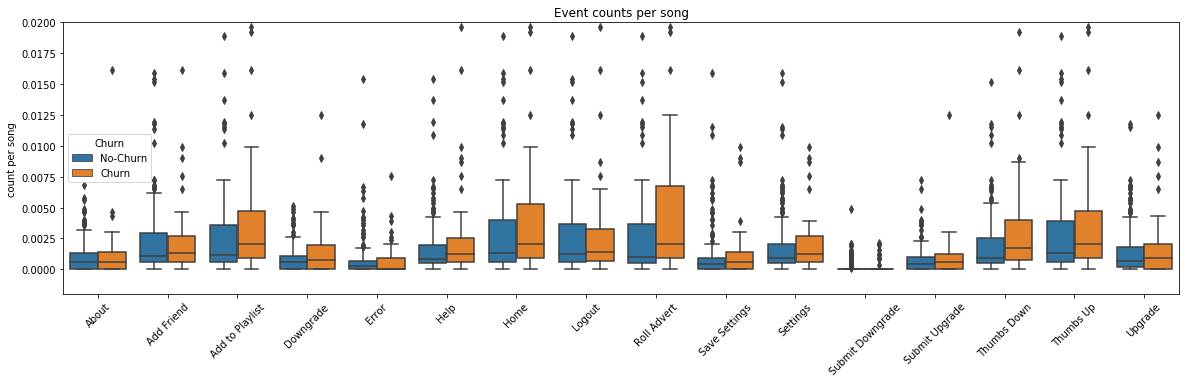 Event counts per song
0.0200
0.0175
0.0150
0.0125
0.0100
0.0075
0.0050
0.0025
0.0000
count per song
Churn
No-Churn
Churn
About
Add Friend
Add to Playlist
Downgrade
Error
Help
Home
Logout
Roll Advert
Save Settings
Settings
Submit Downgrade
Submit Upgrade
Thumbs Down
Thumbs Up
Upgrade